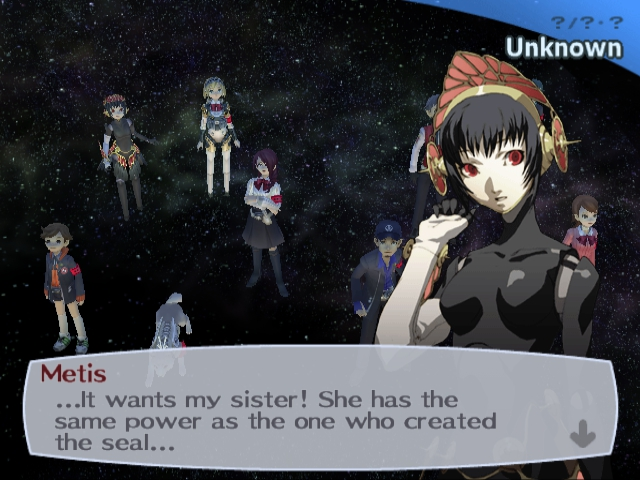 ?/?·?
Unknown
Metis
...It wants my sister! She has the
same power as the one who created
the seal...